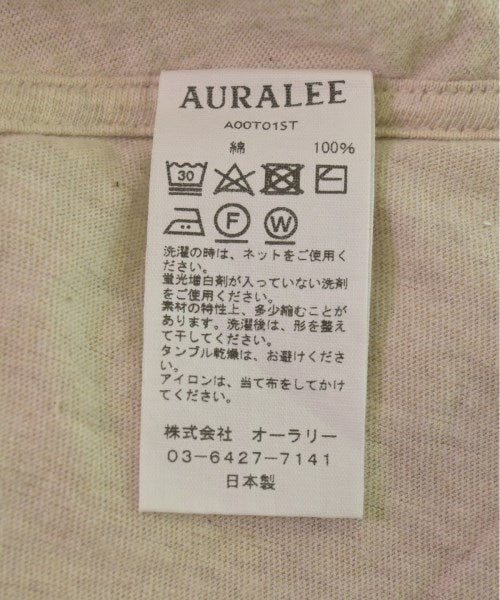 AURALEE
A00T01ST
綿 100%
30
F W
洗濯の時は、ネットをご使用く
ださい。
蛍光増白剤が入っていない洗剤
をご使用ください。
素材の特性上、多少縮むことが
あります。洗濯後は、形を整え
て干してください。
タンブル乾燥は、お避けくださ
い。
アイロンは、当て布をしてかけ
てください。
株式会社 オーラリー
03-6427-7141
日本製